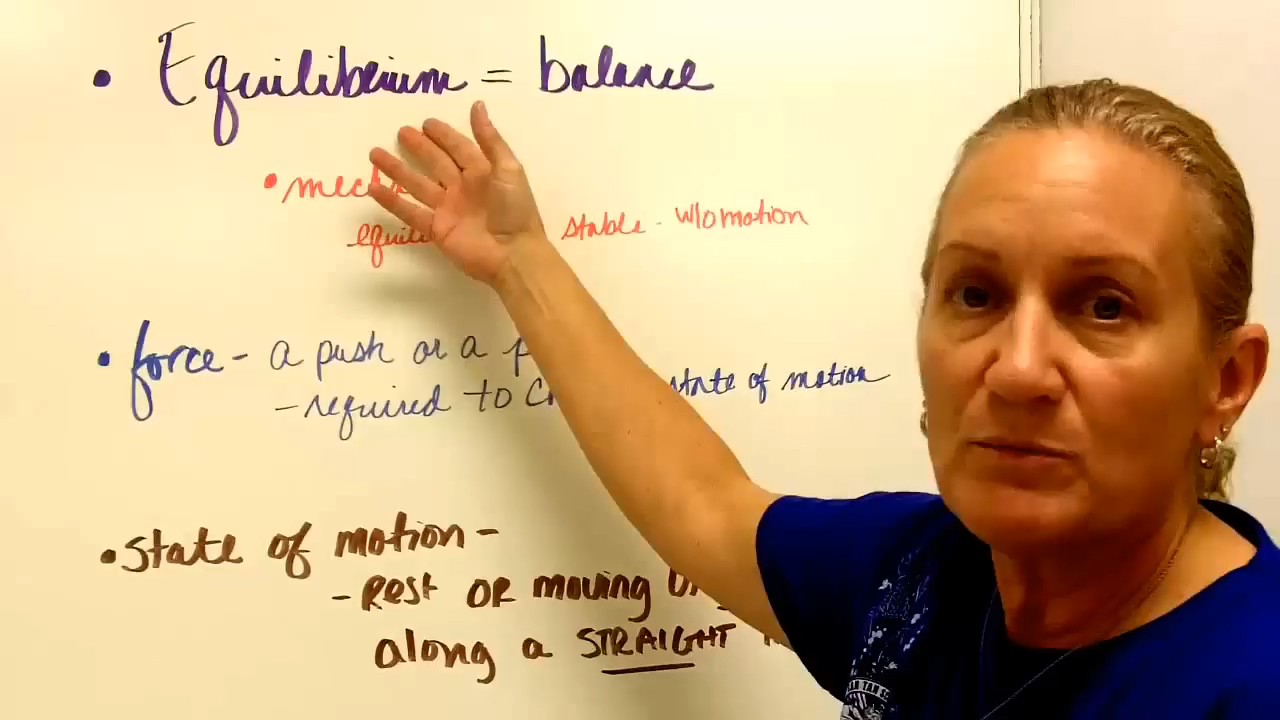 • Equilibrium = balance
•
stable - w/o motion
• force - a push or a
- required to
state of motion
• State of motion -
- Rest OR moving
along a STRAIGHT